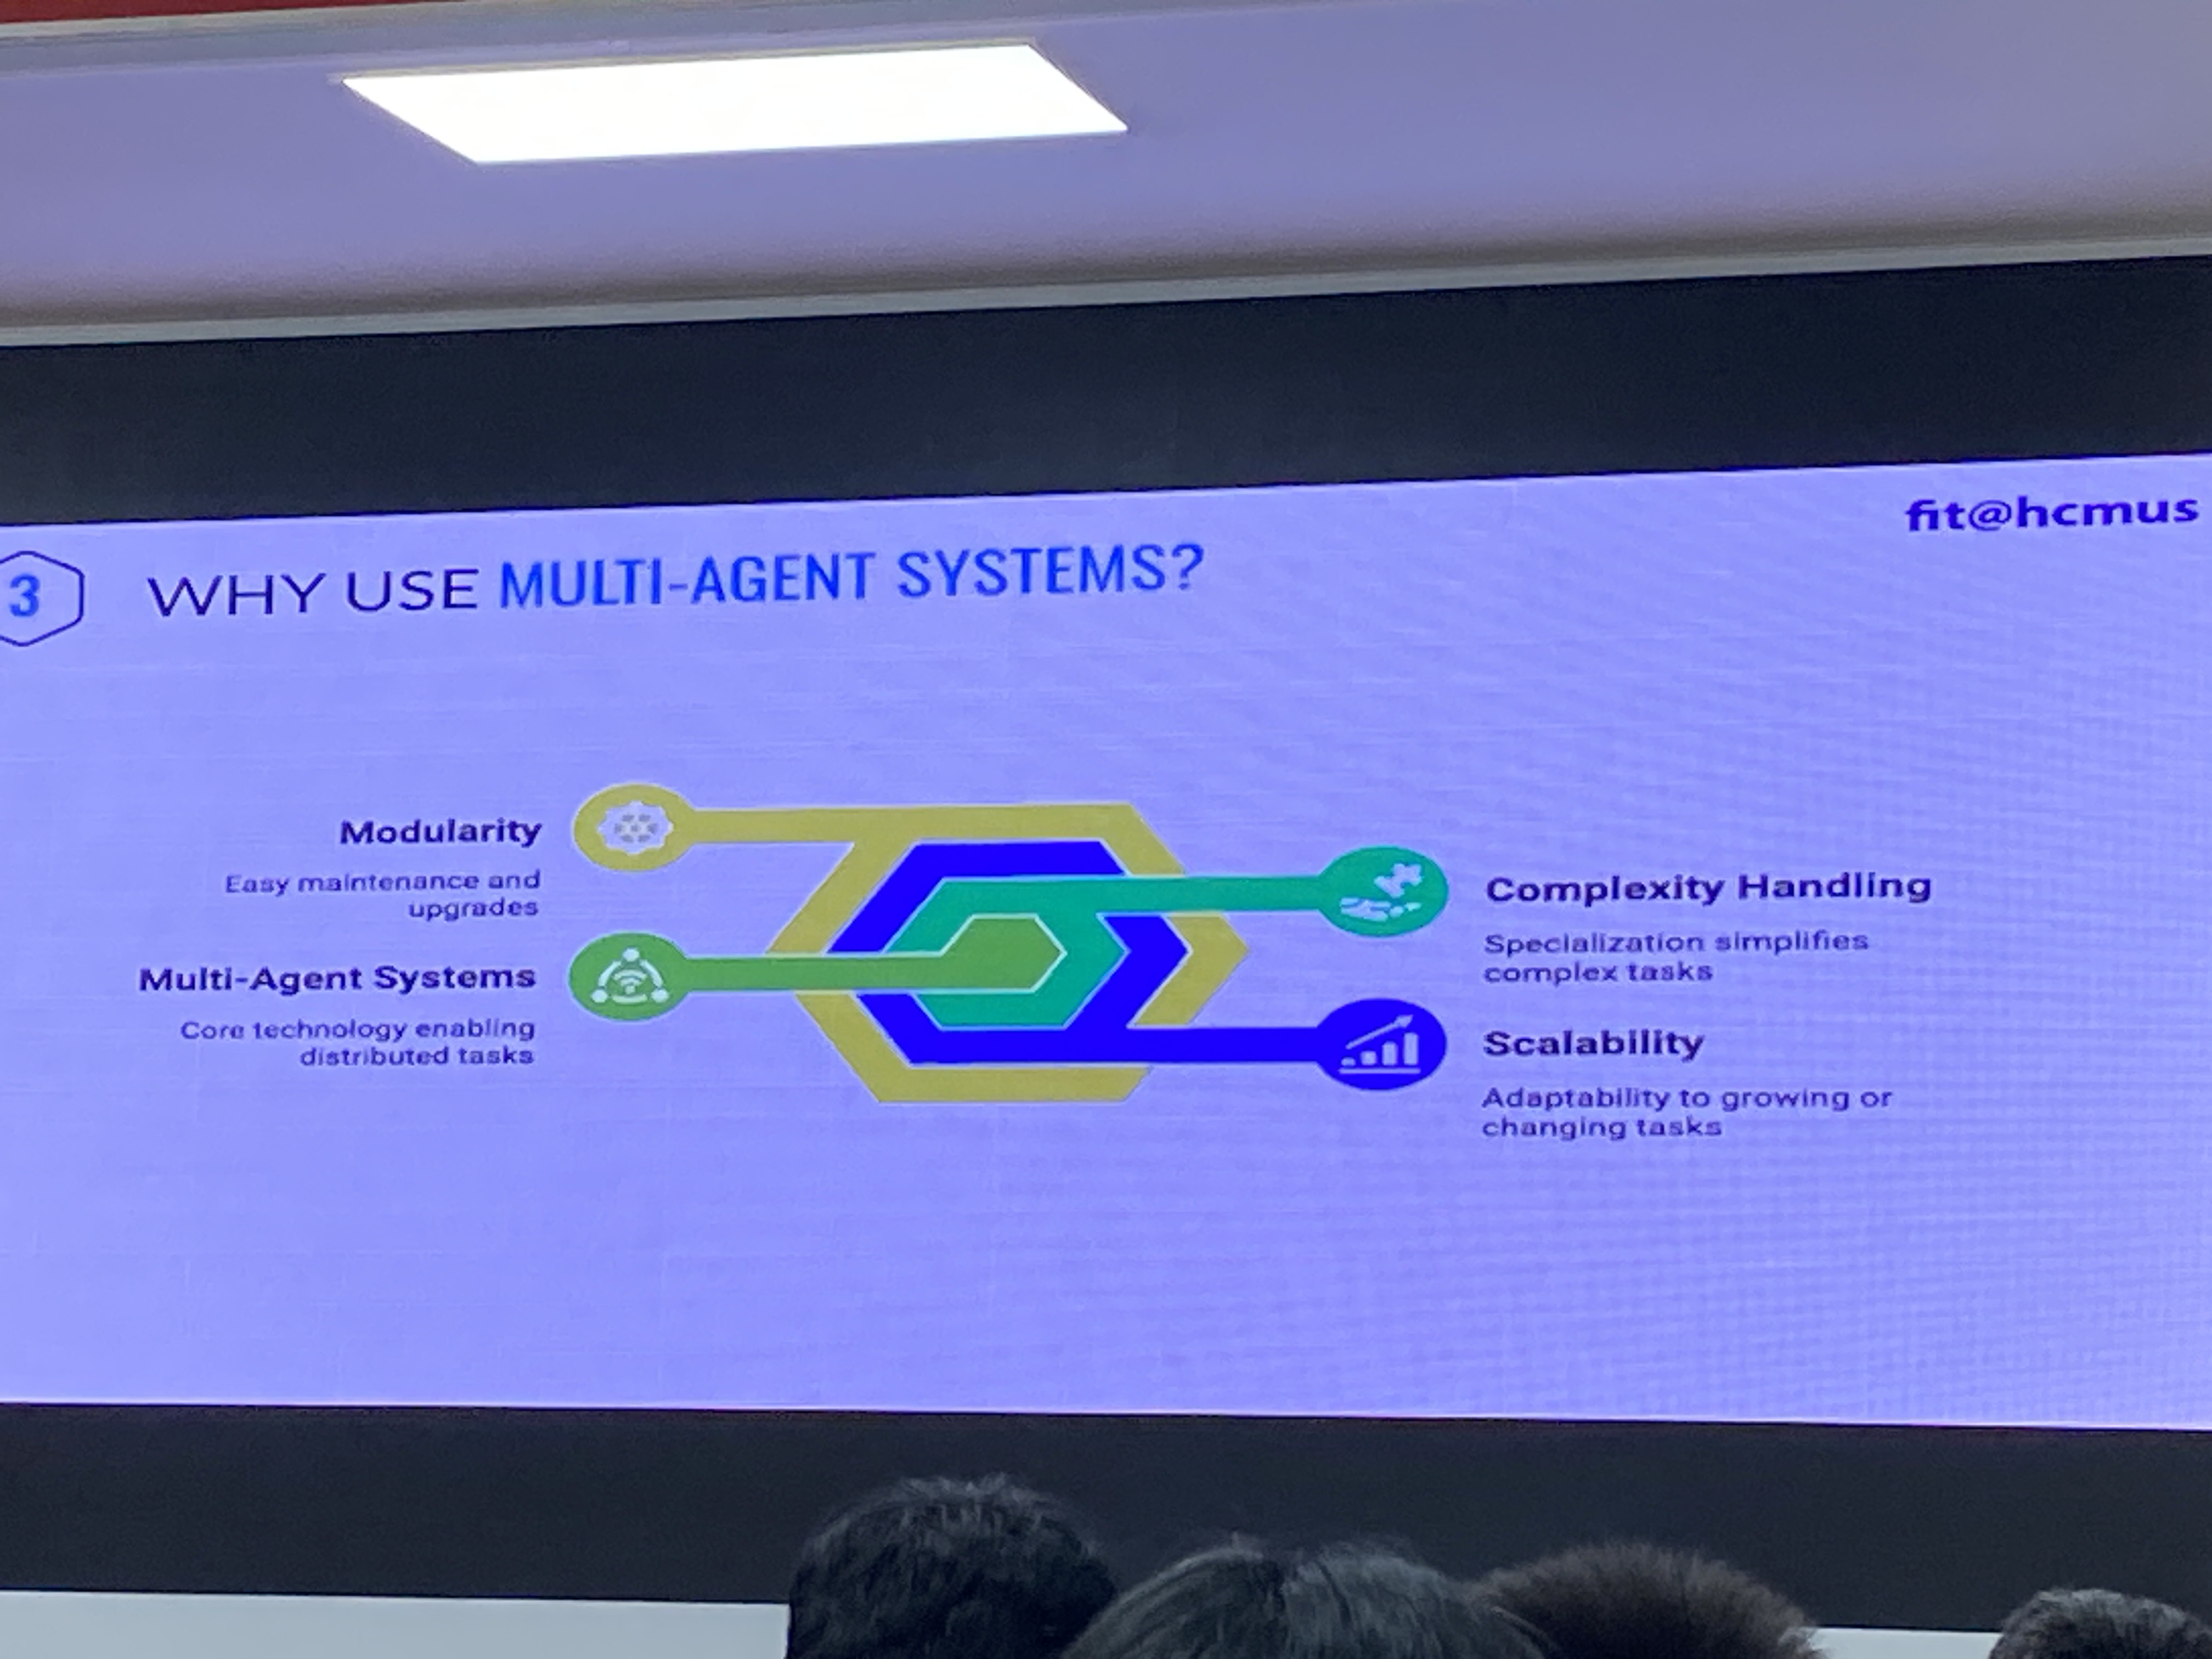 fit@hcmus
3
WHY USE MULTI-AGENT SYSTEMS?
Modularity
Easy maintenance and
upgrades
Multi-Agent Systems
Core technology enabling
distributed tasks
Complexity Handling
Specialization simplifies
complex tasks
Scalability
Adaptability to growing or
changing tasks